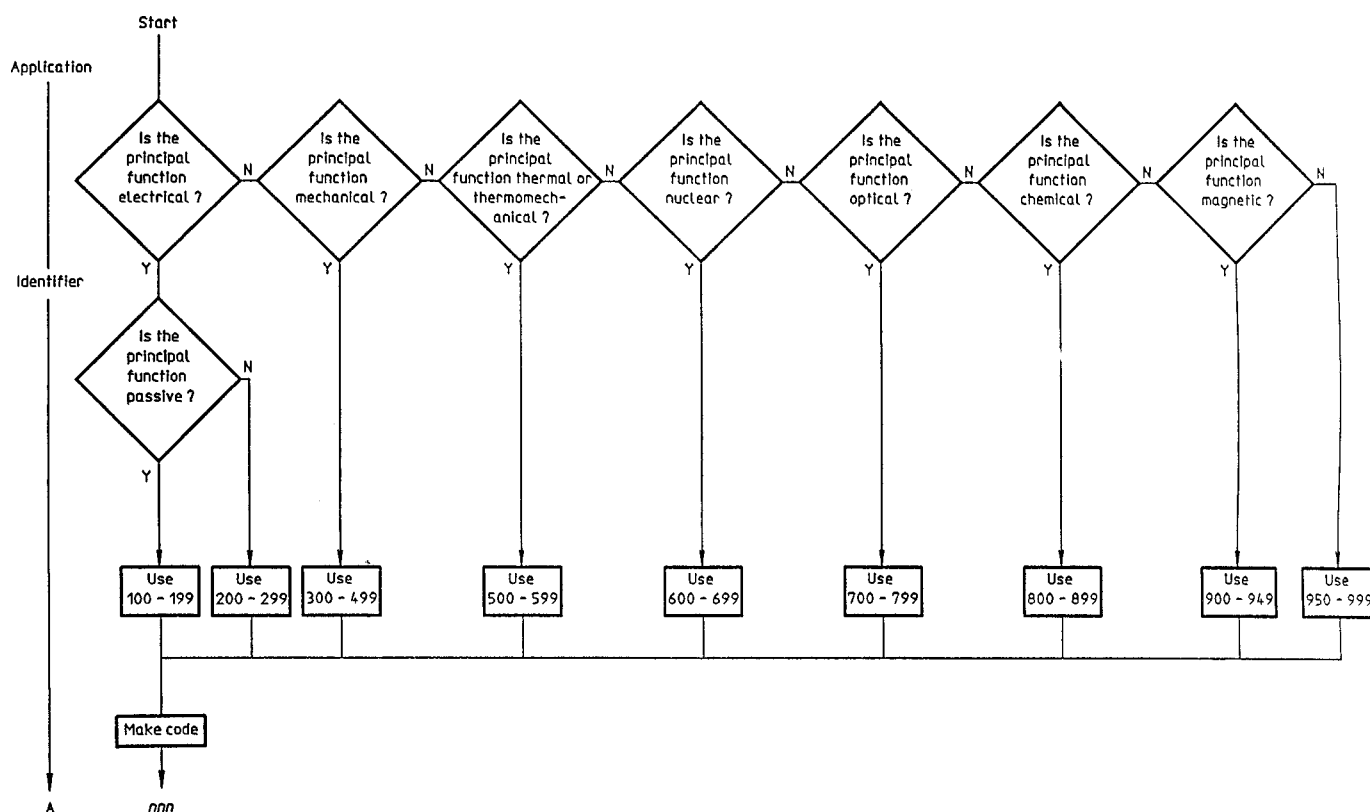 Start
Application
Is the
principal
function
electrical ?
N
Y
Is the
principal
function
mechanical ?
N
Y
Is the
principal
function thermal or
thermomech-
anical ?
N
Y
Is the
principal
function
nuclear ?
N
Y
Is the
principal
function
optical ?
N
Y
Is the
principal
function
chemical ?
N
Y
Is the
principal
function
magnetic ?
N
Y
Identifier
Is the
principal
function
passive ?
N
Y
Use
100 - 199
Use
200 - 299
Use
300 - 499
Use
500 - 599
Use
600 - 699
Use
700 - 799
Use
800 - 899
Use
900 - 949
Use
950 - 999
Make code
A
nnn